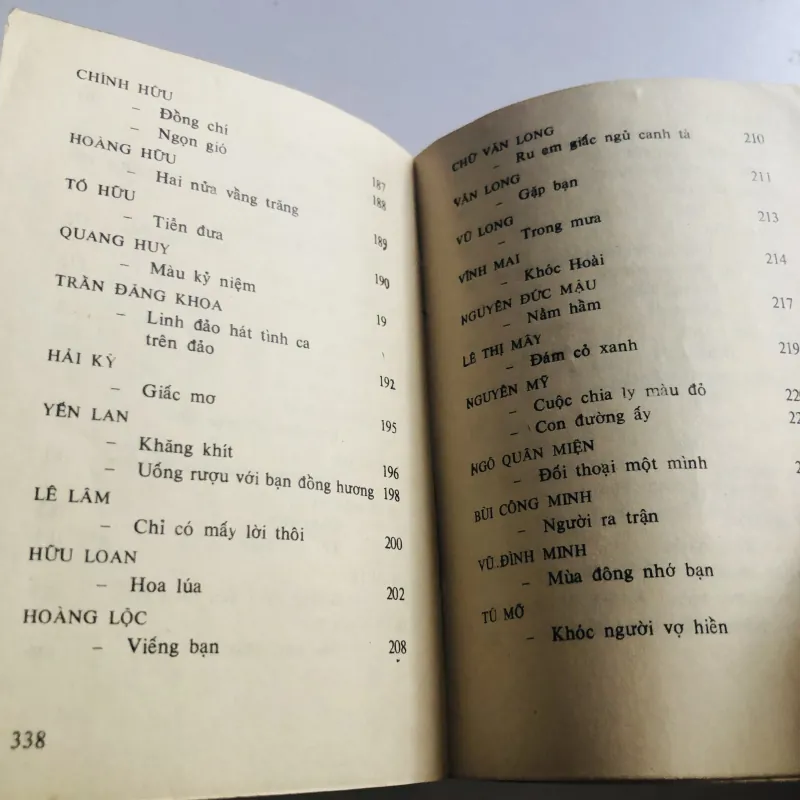 CHÍNH HỮU
– Đồng chí
– Ngọn gió 187
HOÀNG HỮU
– Hai nửa vầng trăng 188
TỐ HỮU
– Tiễn đưa 189
QUANG HUY
– Màu kỷ niệm 190
TRẦN ĐĂNG KHOA
– Linh đảo hát tình ca 19
trên đảo
HẢI KỲ
– Giấc mơ 192
YẾN LAN 195
– Khăng khít
– Uống rượu với bạn đồng hương 196
198
LÊ LÂM
– Chỉ có mấy lời thôi 200
HỮU LOAN
– Hoa lúa 202
HOÀNG LỘC
– Viếng bạn 208
338
CHỬ VĂN LONG
– Ru em giấc ngủ canh tà 210
VĂN LONG
– Gặp bạn 211
VŨ LONG
– Trong mưa 213
VĨNH MAI
– Khóc Hoài 214
NGUYỄN ĐỨC MẬU
– Nấm hầm 217
LÊ THỊ MÂY
– Đám cỏ xanh 219
NGUYỄN MỸ
– Cuộc chia ly màu đỏ 22
– Con đường ấy 22
NGÔ QUÂN MIỆN
– Đối thoại một mình 2
BÙI CÔNG MINH
– Người ra trận
VŨ ĐÌNH MINH
– Mùa đông nhớ bạn
TÚ MỠ
– Khóc người vợ hiền